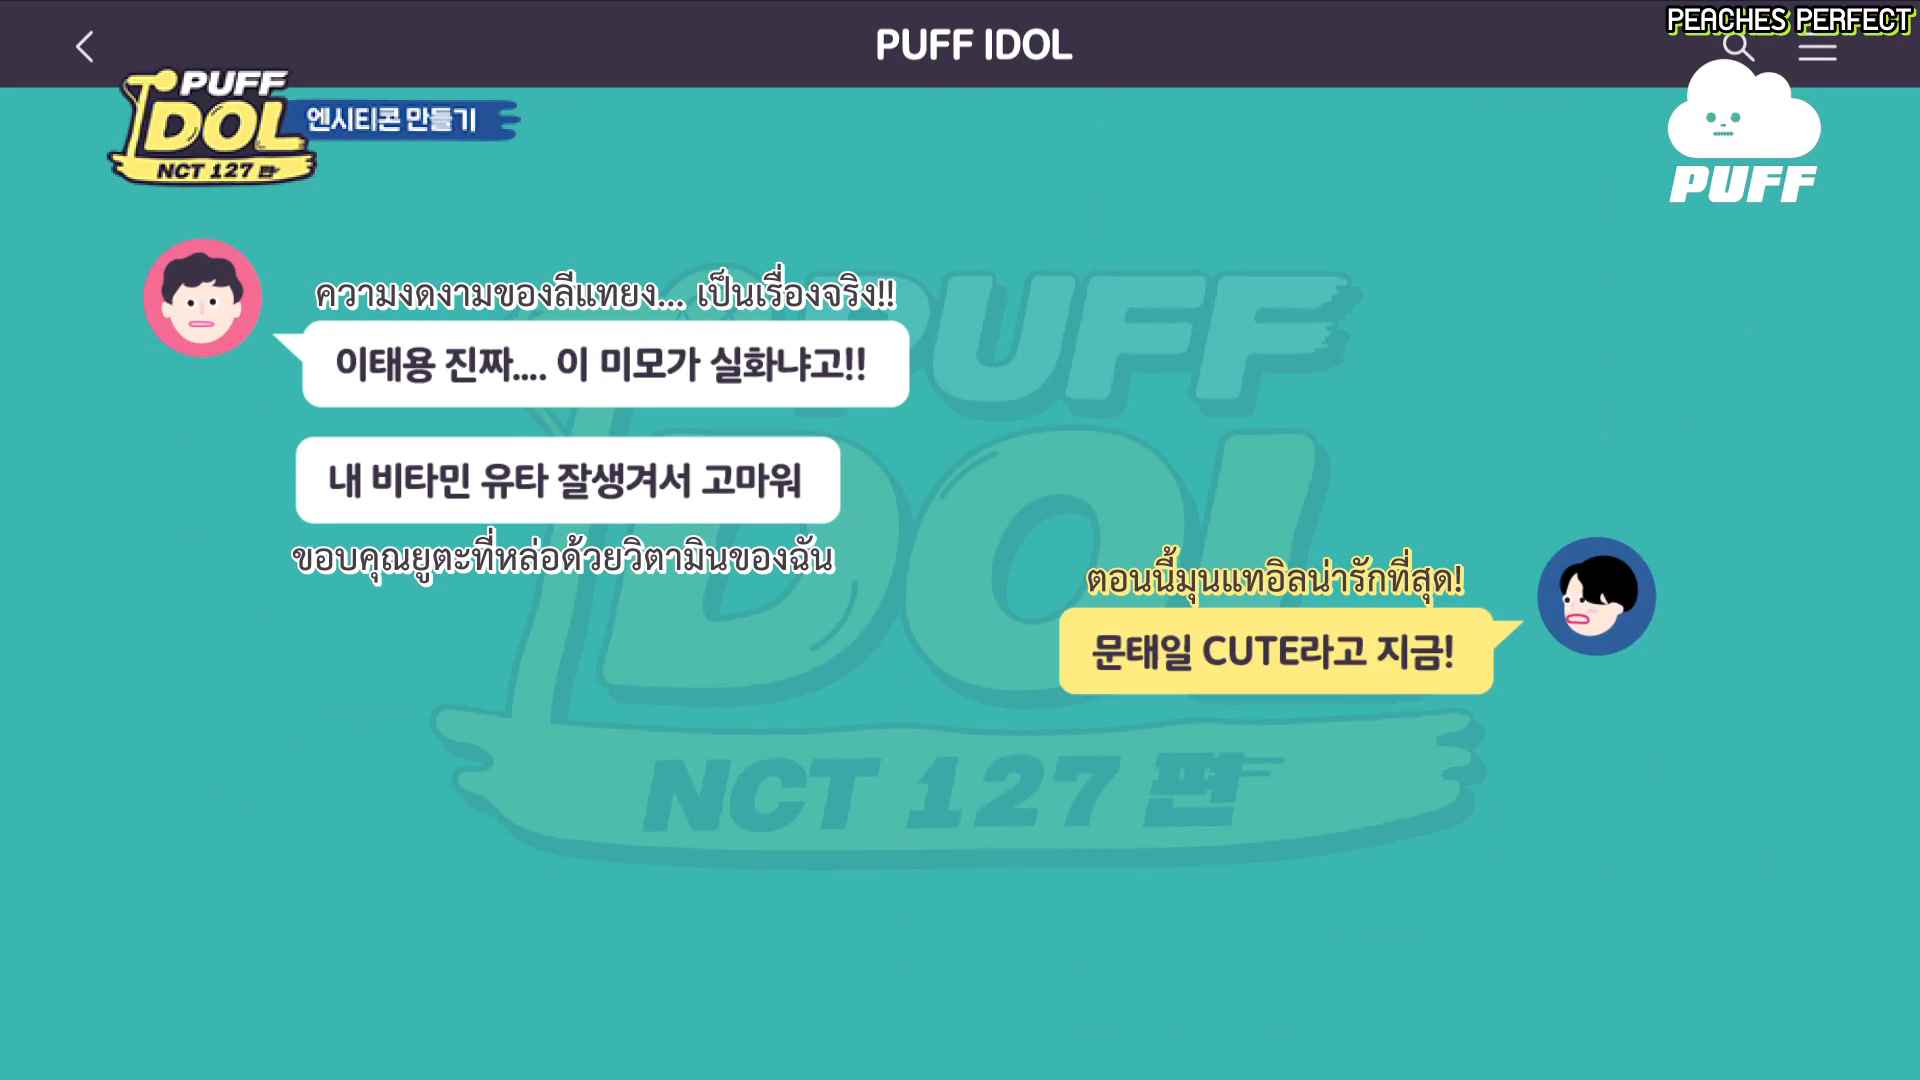 PEACHES PERFECT
PUFF IDOL
PUFF
IDOL
NCT 127 편
엔시티콘 만들기
PUFF
ความงดงามของลีแทยง... เป็นเรื่องจริง!!
이태용 진짜.... 이 미모가 실화냐고!!
내 비타민 유타 잘생겨서 고마워
ขอบคุณยูตะที่หล่อด้วยวิตามินของฉัน
ตอนนี้มุนแทอิลน่ารักที่สุด!
문태일 CUTE라고 지금!
PUFF
IDOL
NCT 127 편